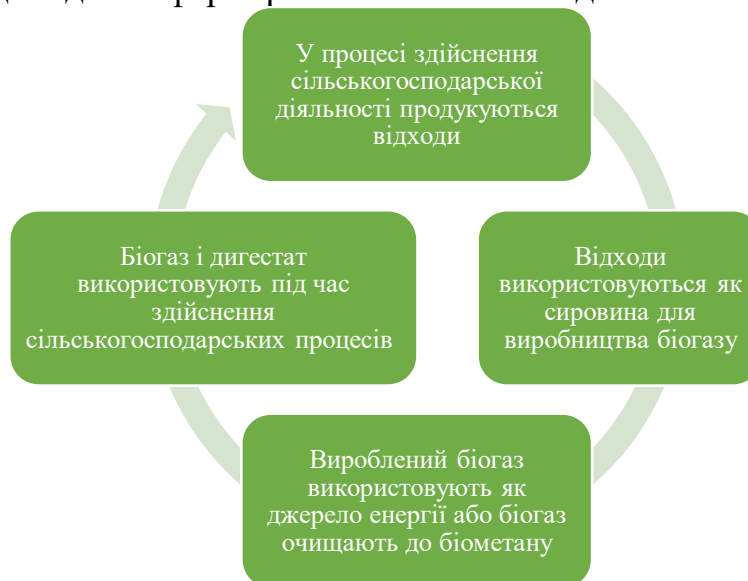 У процесі здійснення
сільськогосподарської
діяльності продукуються
відходи
Відходи
використовуються як
сировина для
виробництва біогазу
Вироблений біогаз
використовують як
джерело енергії або біогаз
очищають до біометану
Біогаз і дигестат
використовують під час
здійснення
сільськогосподарських процесів